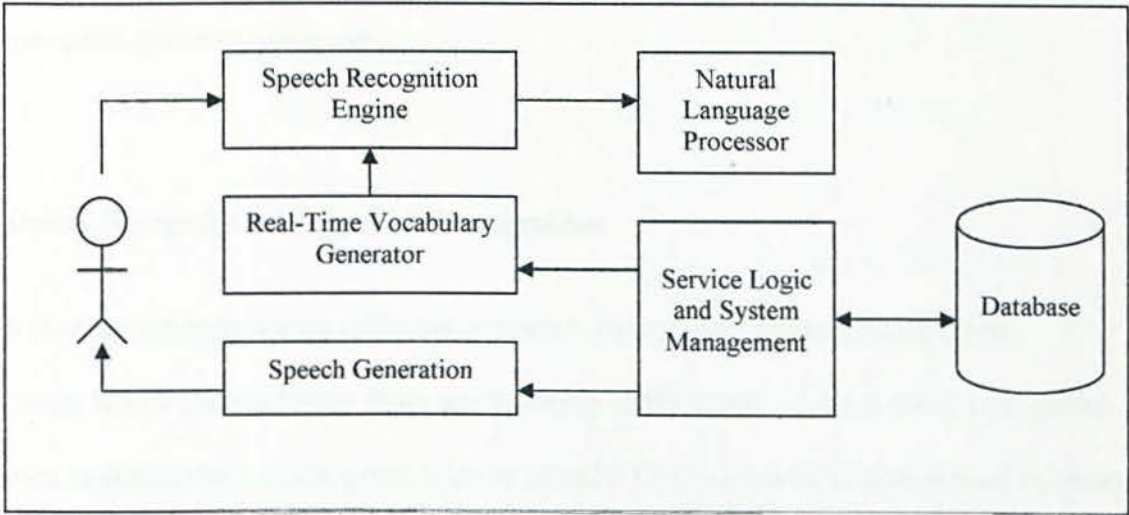 Speech Recognition
Engine
Natural
Language
Processor
Real-Time Vocabulary
Generator
Service Logic
and System
Management
Database
Speech Generation